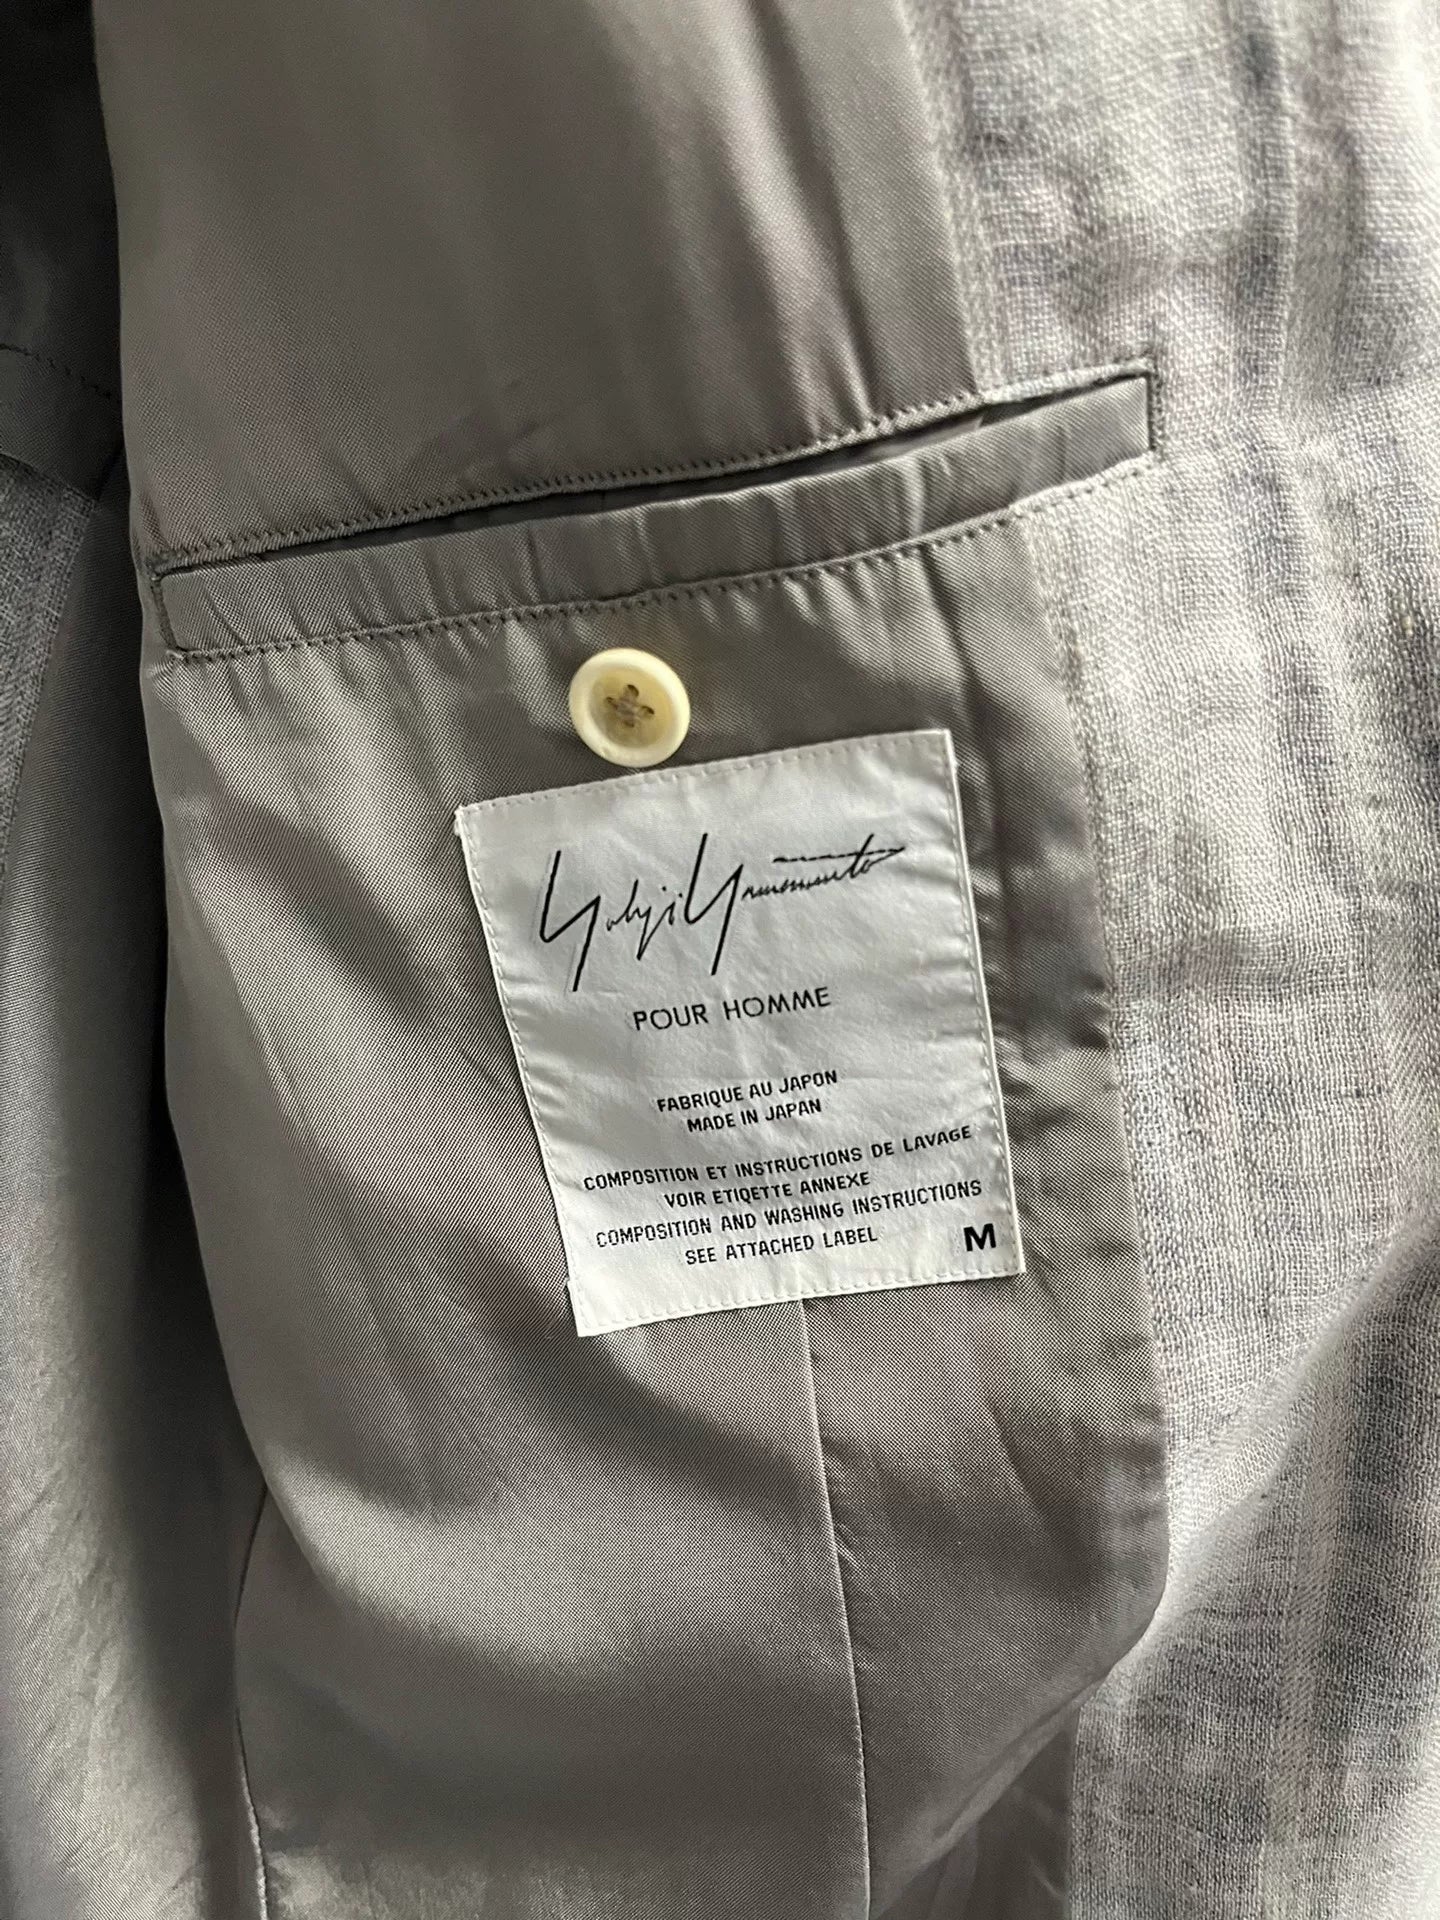 Yohji Yamamoto
POUR HOMME
FABRIQUE AU JAPON
MADE IN JAPAN
COMPOSITION ET INSTRUCTIONS DE LAVAGE
VOIR ETIQETTE ANNEXE
COMPOSITION AND WASHING INSTRUCTIONS
SEE ATTACHED LABEL
M